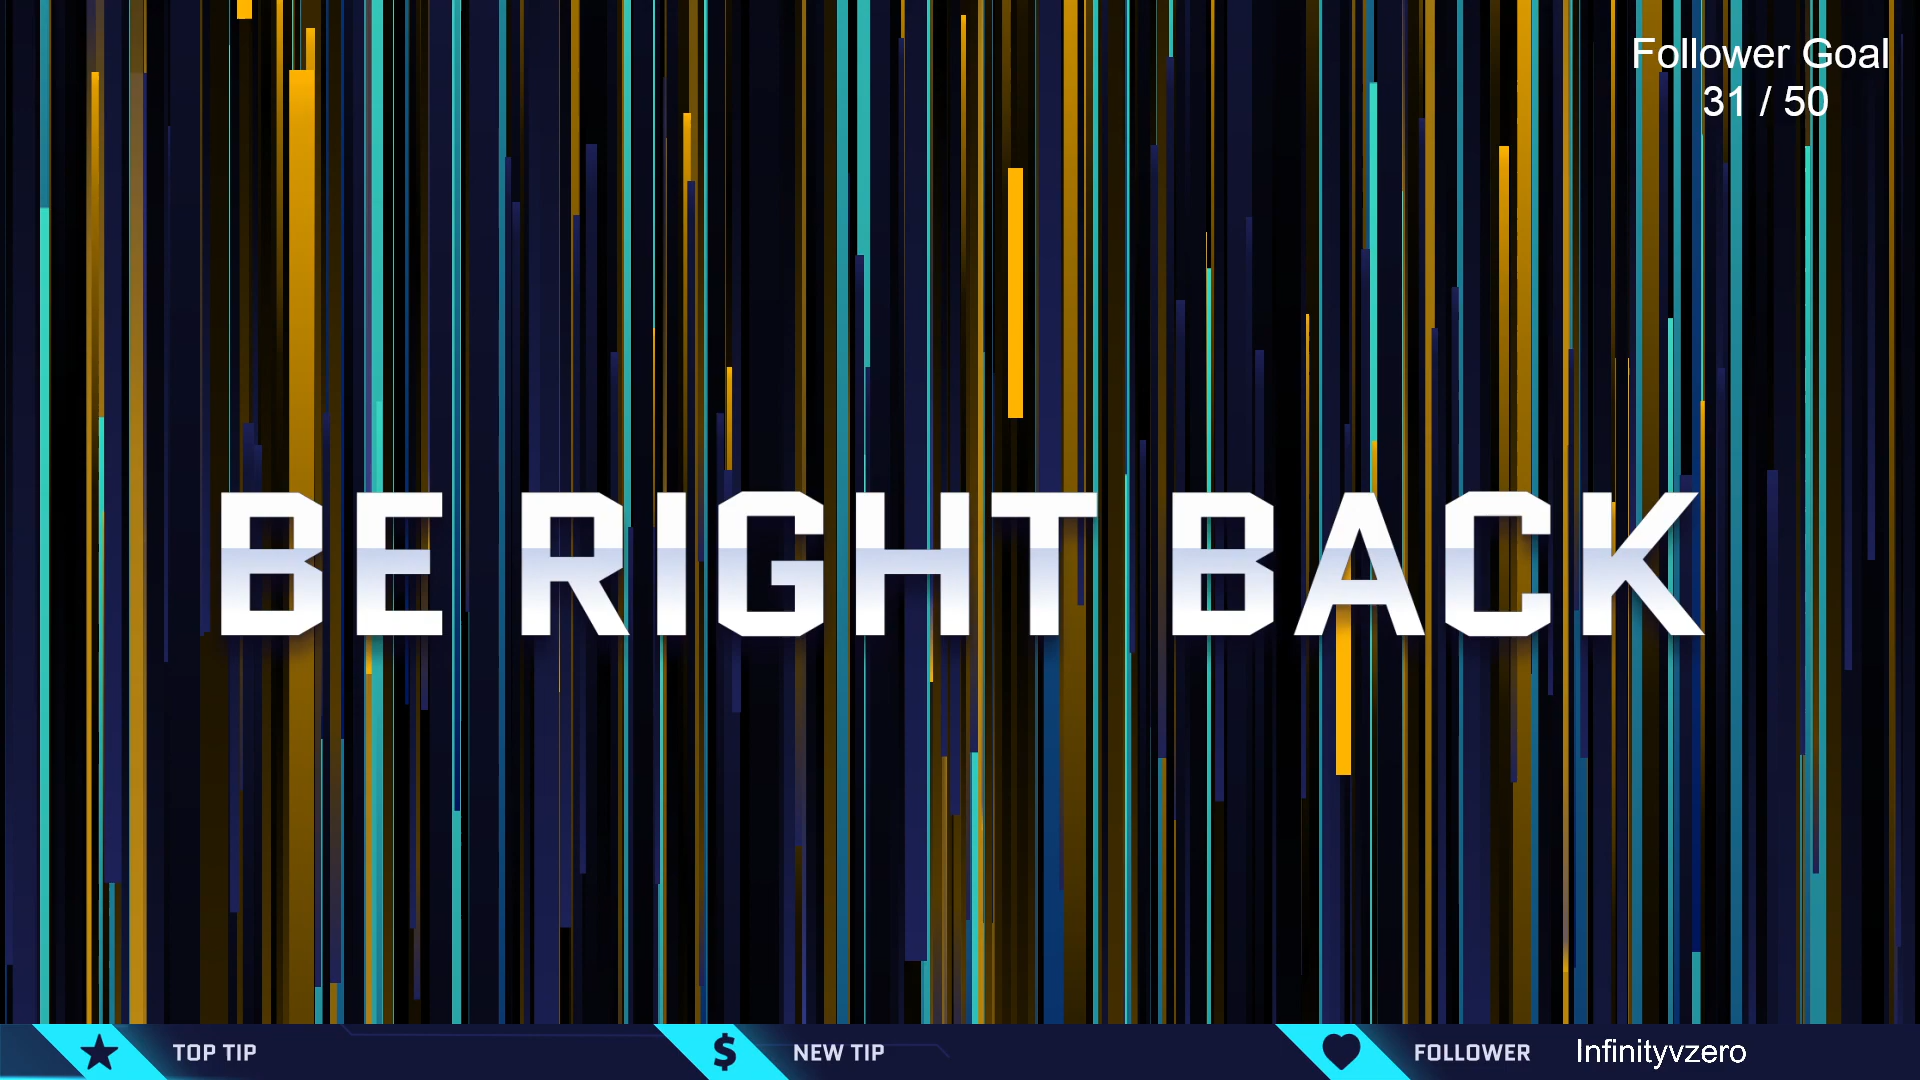 Follower Goal
31 / 50
BE RIGHT BACK
TOP TIP
NEW TIP
FOLLOWER Infinityvzero